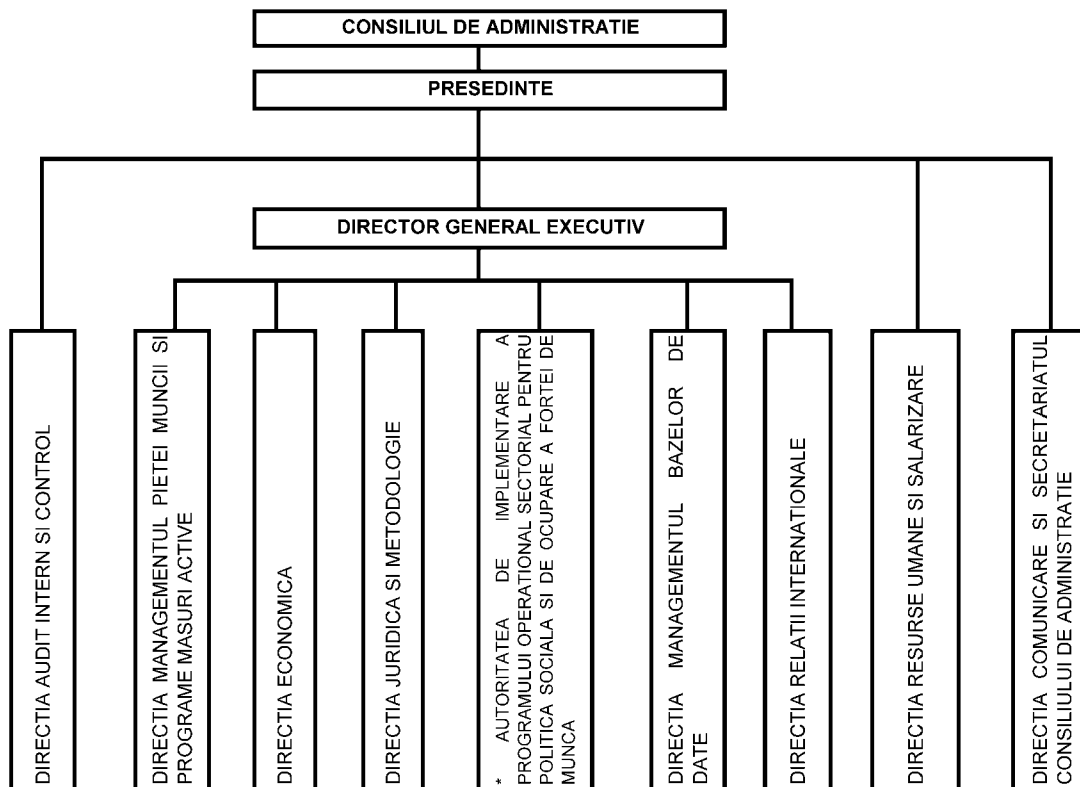 CONSILIUL DE ADMINISTRATIE
PRESEDINTE
DIRECTOR GENERAL EXECUTIV
DIRECTIA AUDIT INTERN SI CONTROL
DIRECTIA MANAGEMENTUL PIETEI MUNCII SI
PROGRAME MASURI ACTIVE
DIRECTIA ECONOMICA
DIRECTIA JURIDICA SI METODOLOGIE
* AUTORITATEA DE IMPLEMENTARE A
PROGRAMULUI OPERATIONAL SECTORIAL PENTRU
POLITICA SOCIALA SI DE OCUPARE A FORTEI DE
MUNCA
DIRECTIA MANAGEMENTUL BAZELOR DE
DATE
DIRECTIA RELATII INTERNATIONALE
DIRECTIA RESURSE UMANE SI SALARIZARE
DIRECTIA COMUNICARE SI SECRETARIATUL
CONSILIULUI DE ADMINISTRATIE